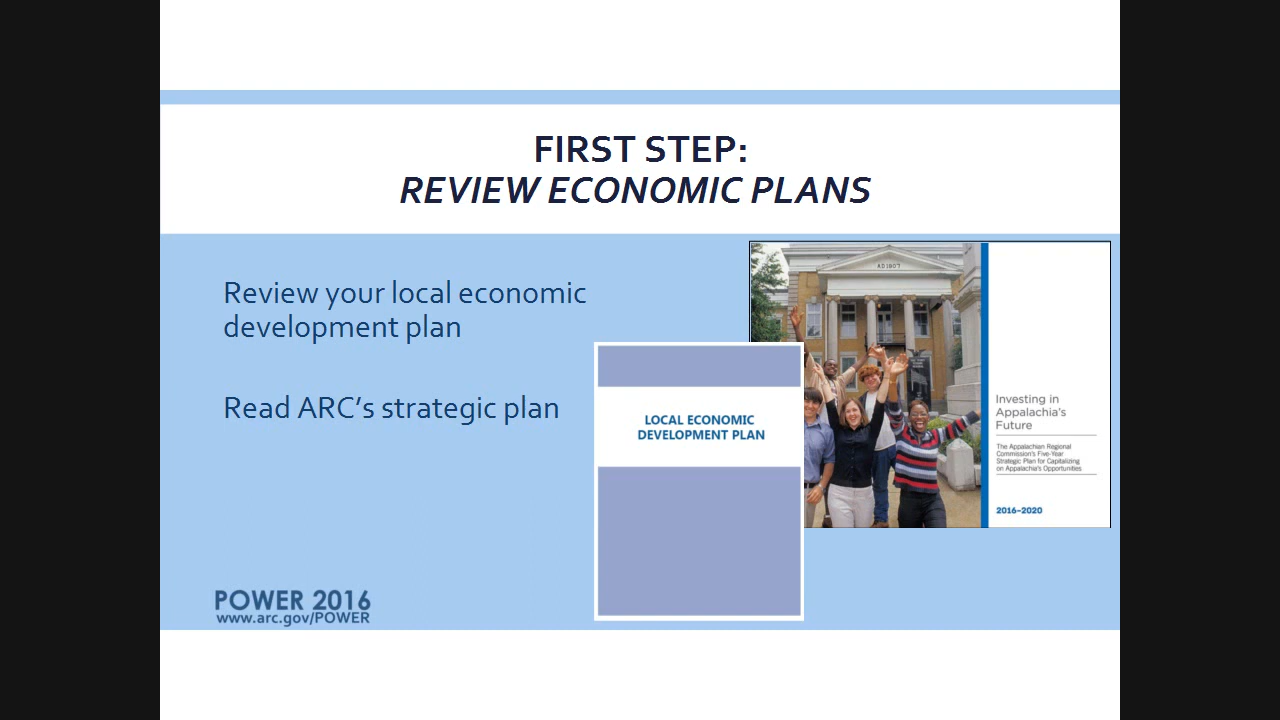 FIRST STEP:
REVIEW ECONOMIC PLANS
Review your local economic
development plan
Read ARC's strategic plan
LOCAL ECONOMIC
DEVELOPMENT PLAN
AD 1907
Investing in
Appalachia's
Future
The Appalachian Regional
Commission's Five-Year
Strategic Plan for Capitalizing
on Appalachia's Opportunities
2016–2020
POWER 2016
www.arc.gov/POWER